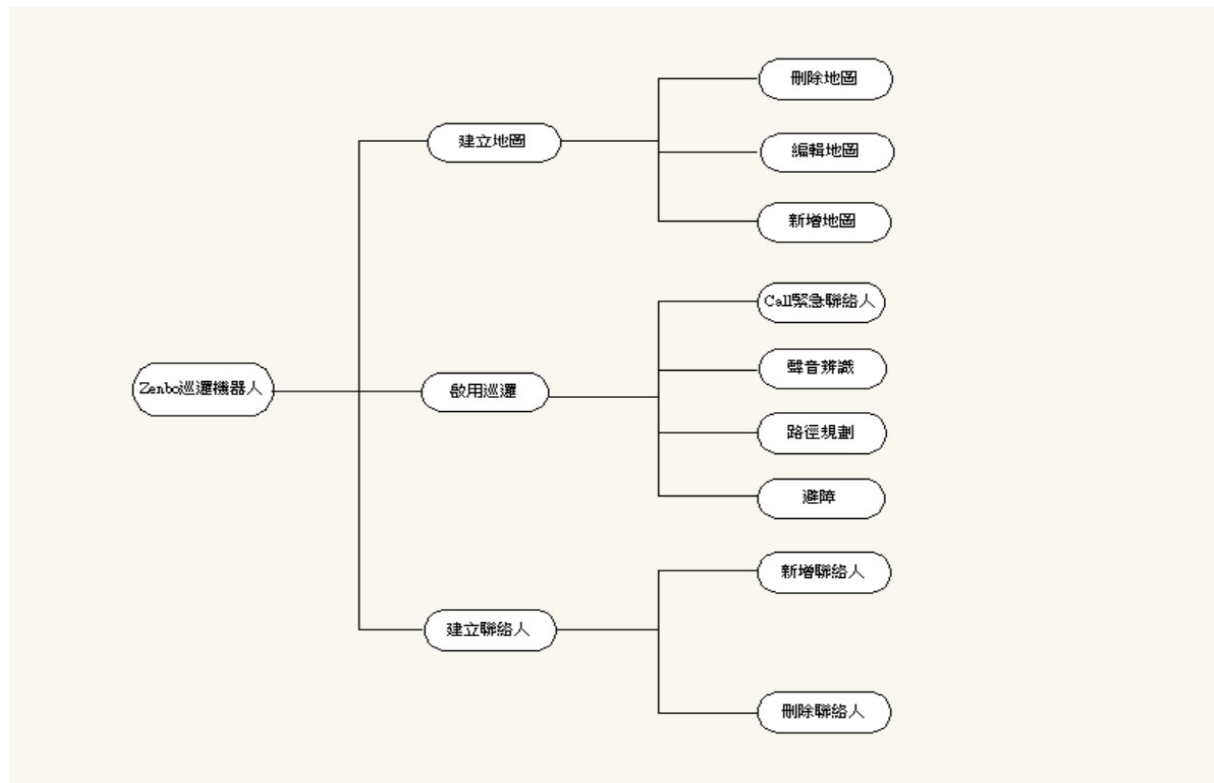 刪除地圖
建立地圖
編輯地圖
新增地圖
Call緊急聯絡人
聲音辨識
Zenbo巡邏機器人
啟用巡邏
路徑規劃
避障
新增聯絡人
建立聯絡人
刪除聯絡人